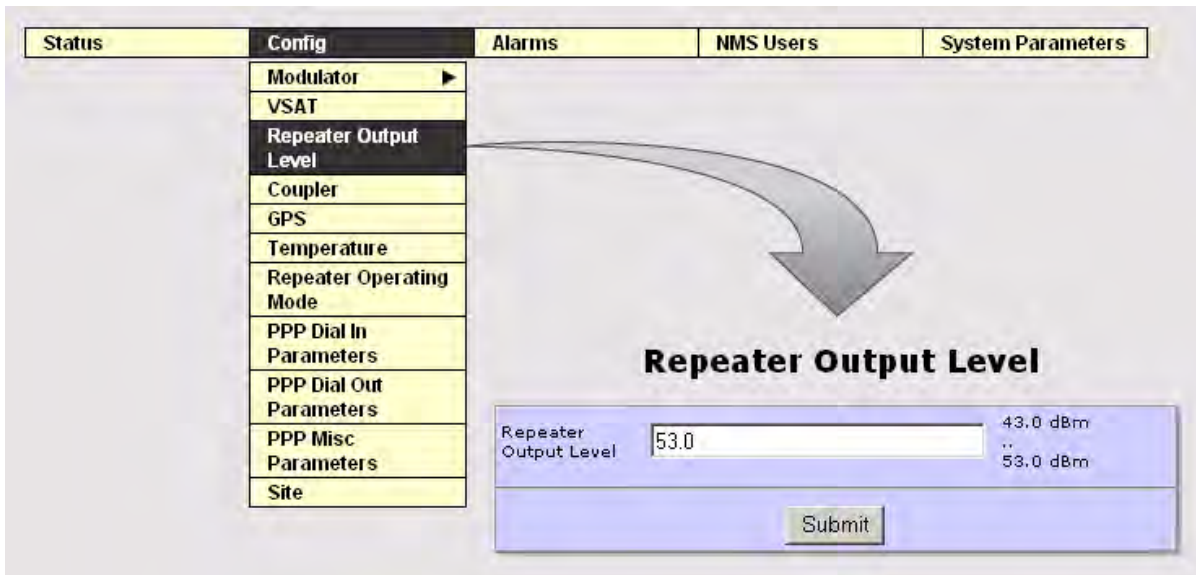 Status Config Alarms NMS Users System Parameters
Modulator
VSAT
Repeater Output
Level
Coupler
GPS
Temperature
Repeater Operating
Mode
PPP Dial In
Parameters
PPP Dial Out
Parameters
PPP Misc
Parameters
Site
Repeater Output Level
Repeater
Output Level
53.0
43.0 dBm
..
53.0 dBm
Submit